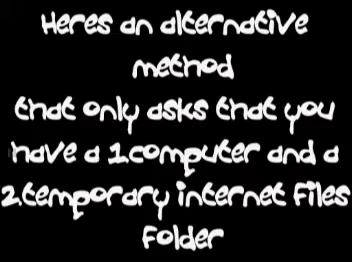 Heres an alternative
method
that only asks that you
have a 1.computer and a
2.temporary internet files
folder